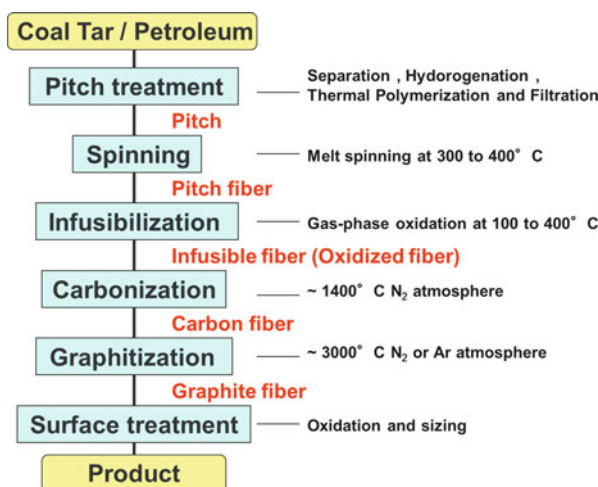 Coal Tar / Petroleum
Pitch treatment
Separation , Hydorogenation ,
Thermal Polymerization and Filtration
Pitch
Spinning
Melt spinning at 300 to 400° C
Pitch fiber
Infusibilization
Gas-phase oxidation at 100 to 400° C
Infusible fiber (Oxidized fiber)
Carbonization
~ 1400° C N₂ atmosphere
Carbon fiber
Graphitization
~ 3000° C N₂ or Ar atmosphere
Graphite fiber
Surface treatment
Oxidation and sizing
Product